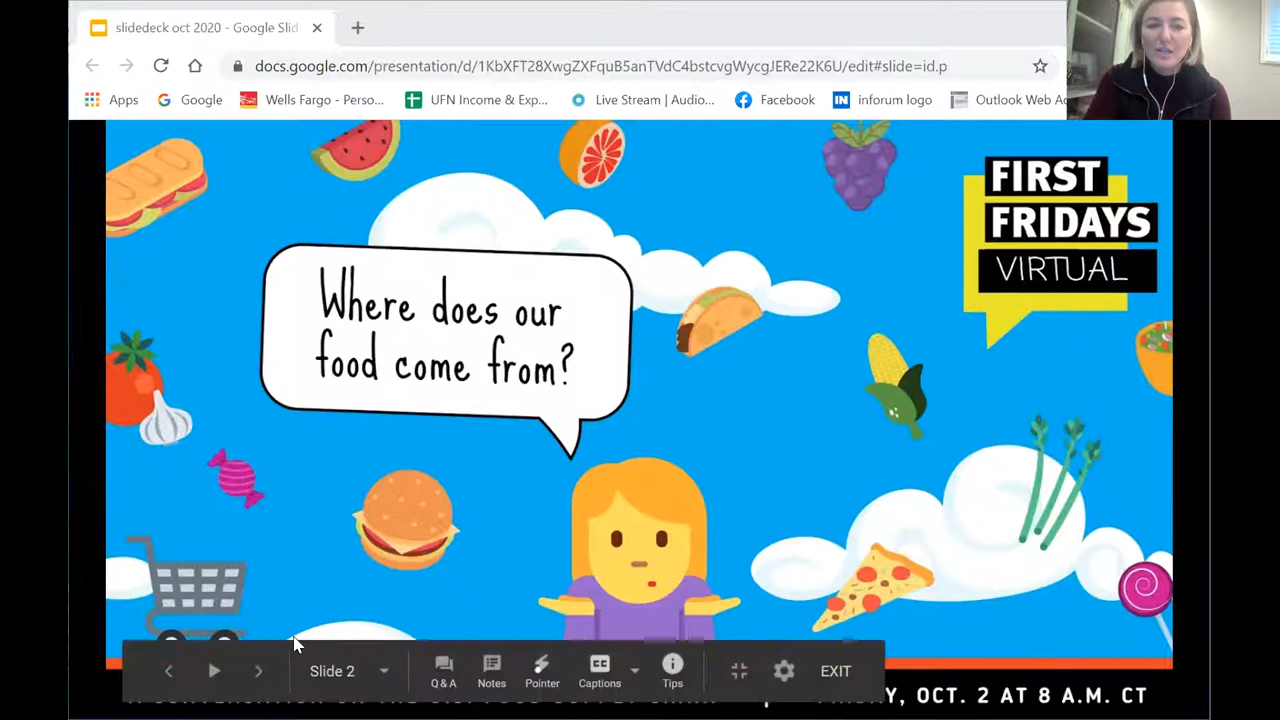 slidedeck oct 2020 - Google Slid
docs.google.com/presentation/d/1KbXFT28XwgZXFquB5anTVdC4bstcvgWycgJERe22K6U/edit#slide=id.p
Apps Google Wells Fargo - Perso... UFN Income & Exp... Live Stream | Audio... Facebook IN inforum logo Outlook Web Ac
FIRST
FRIDAYS
VIRTUAL
Where does our
food come from?
Slide 2 Q & A Notes Pointer CC Captions Tips EXIT
OCT. 2 AT 8 A.M. CT